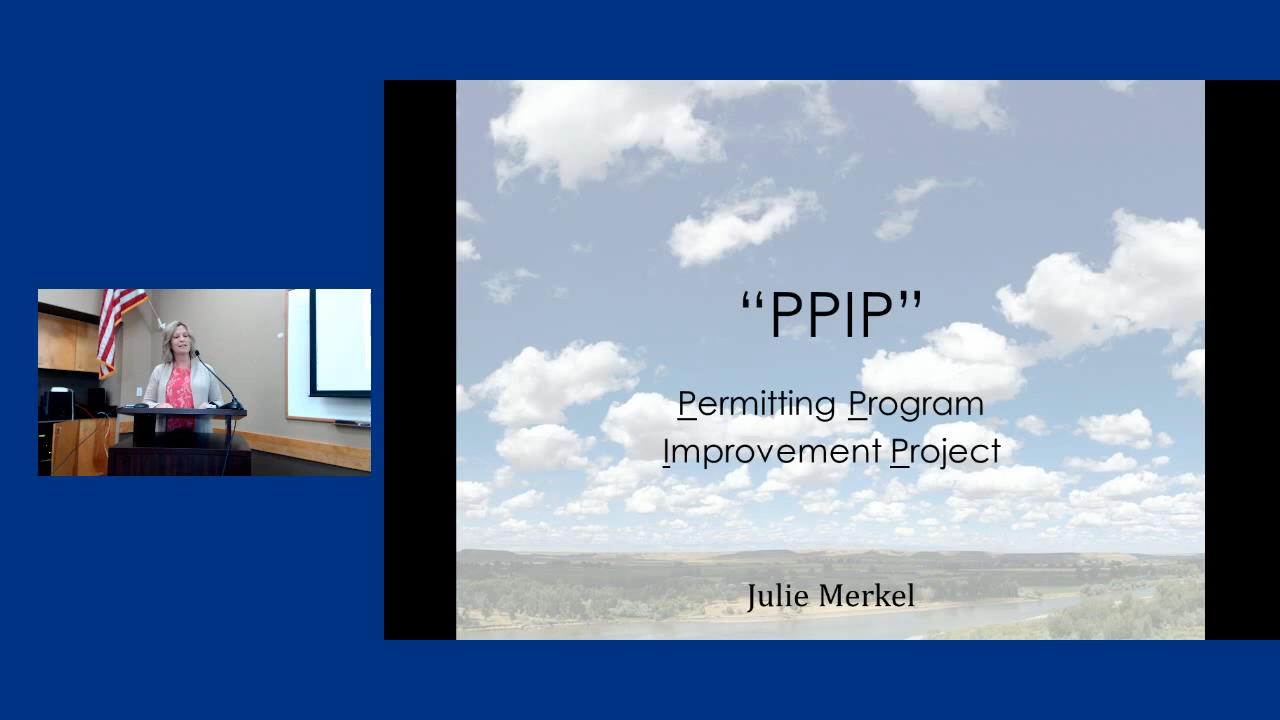 “PPIP”
Permitting Program
Improvement Project
Julie Merkel